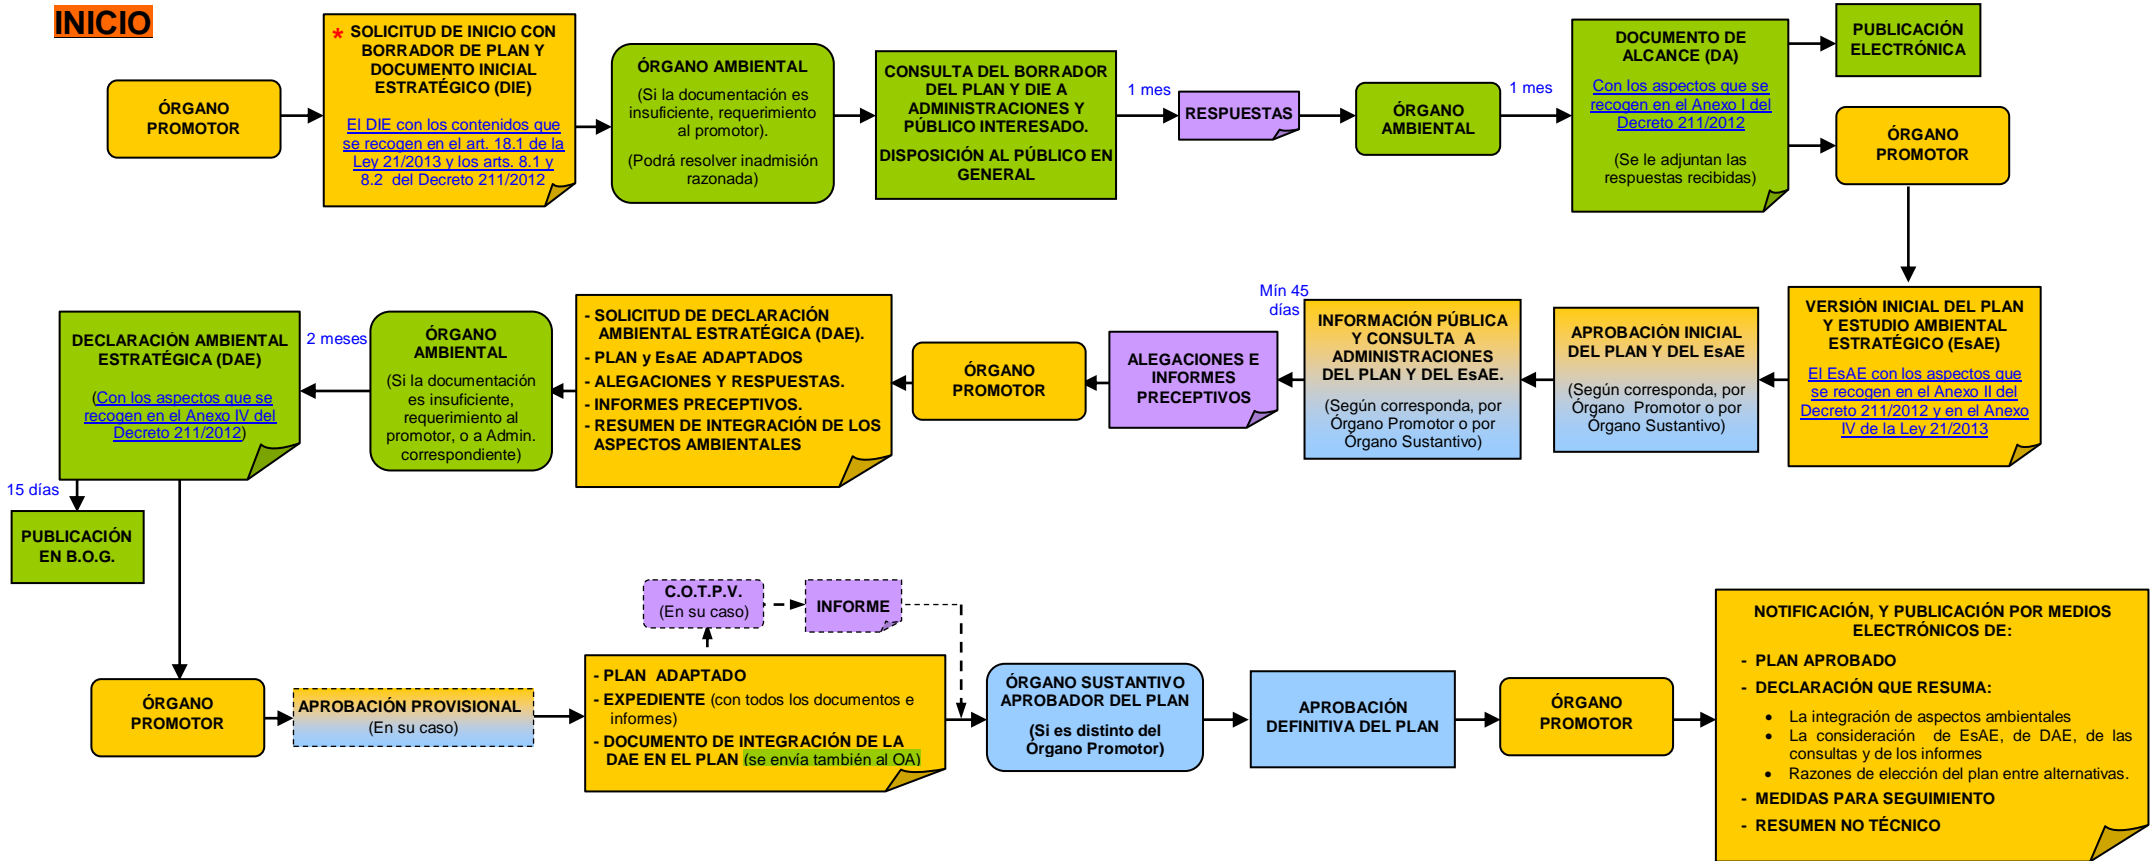 INICIO
ÓRGANO
PROMOTOR
* SOLICITUD DE INICIO CON
BORRADOR DE PLAN Y
DOCUMENTO INICIAL
ESTRATÉGICO (DIE)
El DIE con los contenidos que
se recogen en el art. 18.1 de la
Ley 21/2013 y los arts. 8.1 y
8.2 del Decreto 211/2012
ÓRGANO AMBIENTAL
(Si la documentación es
insuficiente, requerimiento
al promotor).
(Podrá resolver inadmisión
razonada)
CONSULTA DEL BORRADOR
DEL PLAN Y DIE A
ADMINISTRACIONES Y
PÚBLICO INTERESADO.
DISPOSICIÓN AL PÚBLICO EN
GENERAL
1 mes
RESPUESTAS
ÓRGANO
AMBIENTAL
1 mes
DOCUMENTO DE
ALCANCE (DA)
Con los aspectos que se
recogen en el Anexo I del
Decreto 211/2012
(Se le adjuntan las
respuestas recibidas)
PUBLICACIÓN
ELECTRÓNICA
ÓRGANO
PROMOTOR
VERSIÓN INICIAL DEL PLAN
Y ESTUDIO AMBIENTAL
ESTRATÉGICO (EsAE)
El EsAE con los aspectos que
se recogen en el Anexo II del
Decreto 211/2012 y en el Anexo
IV de la Ley 21/2013
APROBACIÓN INICIAL
DEL PLAN Y DEL EsAE
(Según corresponda, por
Órgano Promotor o por
Órgano Sustantivo)
Mín 45
días
INFORMACIÓN PÚBLICA
Y CONSULTA A
ADMINISTRACIONES
DEL PLAN Y DEL EsAE.
(Según corresponda, por
Órgano Promotor o por
Órgano Sustantivo)
ALEGACIONES E
INFORMES
PRECEPTIVOS
ÓRGANO
PROMOTOR
- SOLICITUD DE DECLARACIÓN
AMBIENTAL ESTRATÉGICA (DAE).
- PLAN y EsAE ADAPTADOS
- ALEGACIONES Y RESPUESTAS.
- INFORMES PRECEPTIVOS.
- RESUMEN DE INTEGRACIÓN DE LOS
ASPECTOS AMBIENTALES
ÓRGANO
AMBIENTAL
(Si la documentación
es insuficiente,
requerimiento al
promotor, o a Admin.
correspondiente)
2 meses
DECLARACIÓN AMBIENTAL
ESTRATÉGICA (DAE)
(Con los aspectos que se
recogen en el Anexo IV del
Decreto 211/2012)
15 días
PUBLICACIÓN
EN B.O.G.
ÓRGANO
PROMOTOR
APROBACIÓN PROVISIONAL
(En su caso)
C.O.T.P.V.
(En su caso)
INFORME
- PLAN ADAPTADO
- EXPEDIENTE (con todos los documentos e
informes)
- DOCUMENTO DE INTEGRACIÓN DE LA
DAE EN EL PLAN (se envía también al OA)
ÓRGANO SUSTANTIVO
APROBADOR DEL PLAN
(Si es distinto del
Órgano Promotor)
APROBACIÓN
DEFINITIVA DEL PLAN
ÓRGANO
PROMOTOR
NOTIFICACIÓN, Y PUBLICACIÓN POR MEDIOS
ELECTRÓNICOS DE:
- PLAN APROBADO
- DECLARACIÓN QUE RESUMA:
• La integración de aspectos ambientales
• La consideración de EsAE, de DAE, de las
consultas y de los informes
• Razones de elección del plan entre alternativas.
- MEDIDAS PARA SEGUIMIENTO
- RESUMEN NO TÉCNICO